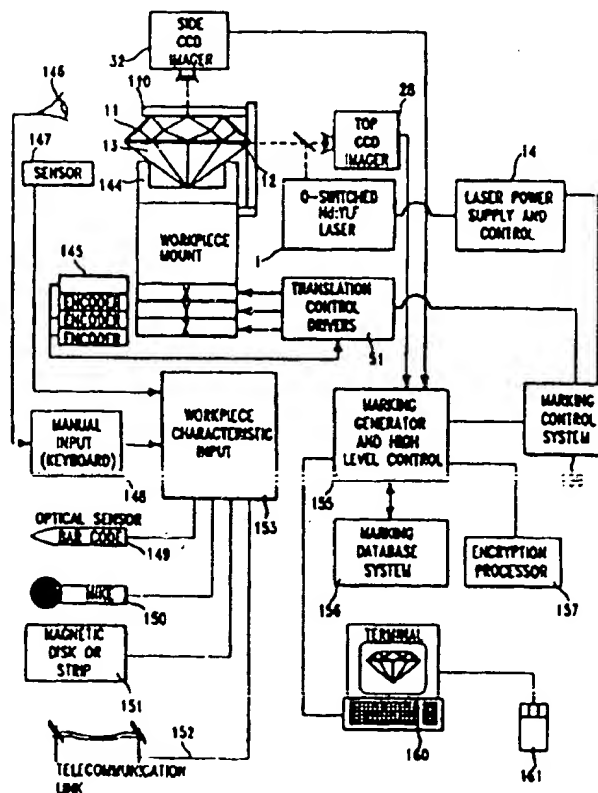 SIDE
CCD
IMAGER
32
146
110
11
13
147
SENSOR
144
12
28
TOP
CCD
IMAGER
14
Q-SWITCHED
Nd:YLF
LASER
1
LASER POWER
SUPPLY AND
CONTROL
WORKPIECE
MOUNT
145
ENCODER
ENCODER
ENCODER
TRANSLATION
CONTROL
DRIVERS
51
MANUAL
INPUT
(KEYBOARD)
148
WORKPIECE
CHARACTERISTIC
INPUT
153
MARKING
GENERATOR
AND HIGH
LEVEL CONTROL
155
MARKING
CONTROL
SYSTEM
OPTICAL SENSOR
BAR CODE
149
MIKE
150
MAGNETIC
DISK OR
STRIP
151
152
TELECOMMUNICATION
LINK
MARKING
DATABASE
SYSTEM
156
ENCRYPTION
PROCESSOR
157
TERMINAL
160
161